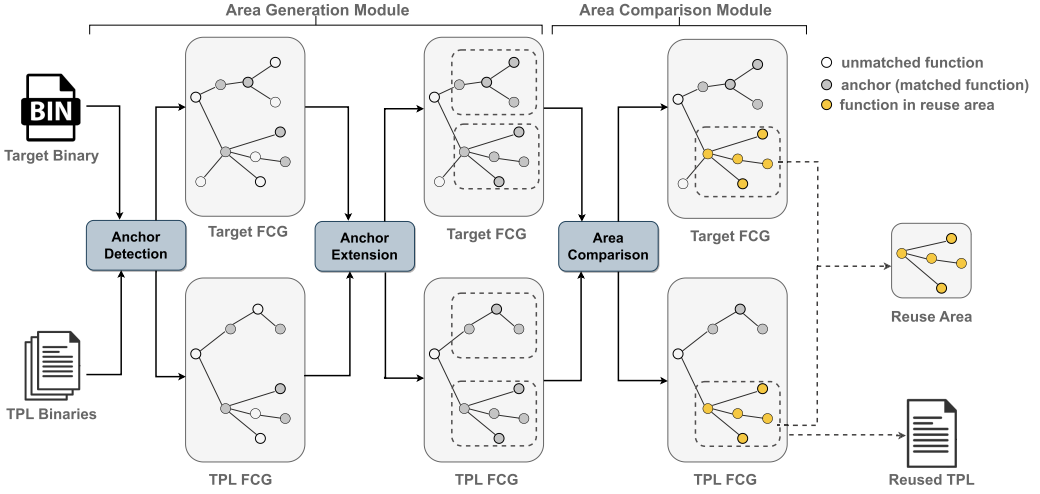 Area Generation Module
Area Comparison Module
unmatched function
anchor (matched function)
function in reuse area
BIN
Target Binary
Target FCG
Target FCG
Target FCG
Anchor
Detection
Anchor
Extension
Area
Comparison
Reuse Area
TPL Binaries
TPL FCG
TPL FCG
TPL FCG
Reused TPL